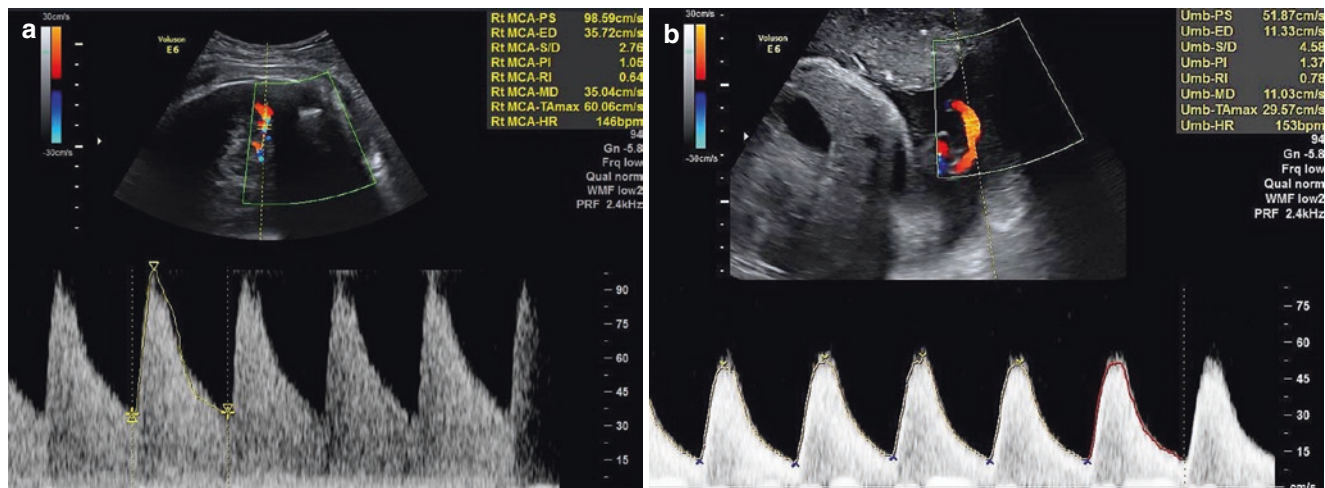 a
30cm/s
Voluson
E6
-30cm/s
Rt MCA-PS 98.59cm/s
Rt MCA-ED 35.72cm/s
Rt MCA-S/D 2.76
Rt MCA-PI 1.05
Rt MCA-RI 0.64
Rt MCA-MD 35.04cm/s
Rt MCA-TAmax 60.06cm/s
Rt MCA-HR 146bpm
94
Gn -5.8
Frq low
Qual norm
WMF low2
PRF 2.4kHz
90
75
60
45
30
15
b
30cm/s
Voluson
E6
-30cm/s
Umb-PS 51.87cm/s
Umb-ED 11.33cm/s
Umb-S/D 4.58
Umb-PI 1.37
Umb-RI 0.78
Umb-MD 11.03cm/s
Umb-TAmax 29.57cm/s
Umb-HR 153bpm
94
Gn -5.8
Frq low
Qual norm
WMF low2
PRF 2.4kHz
75
60
45
30
15
cm/s